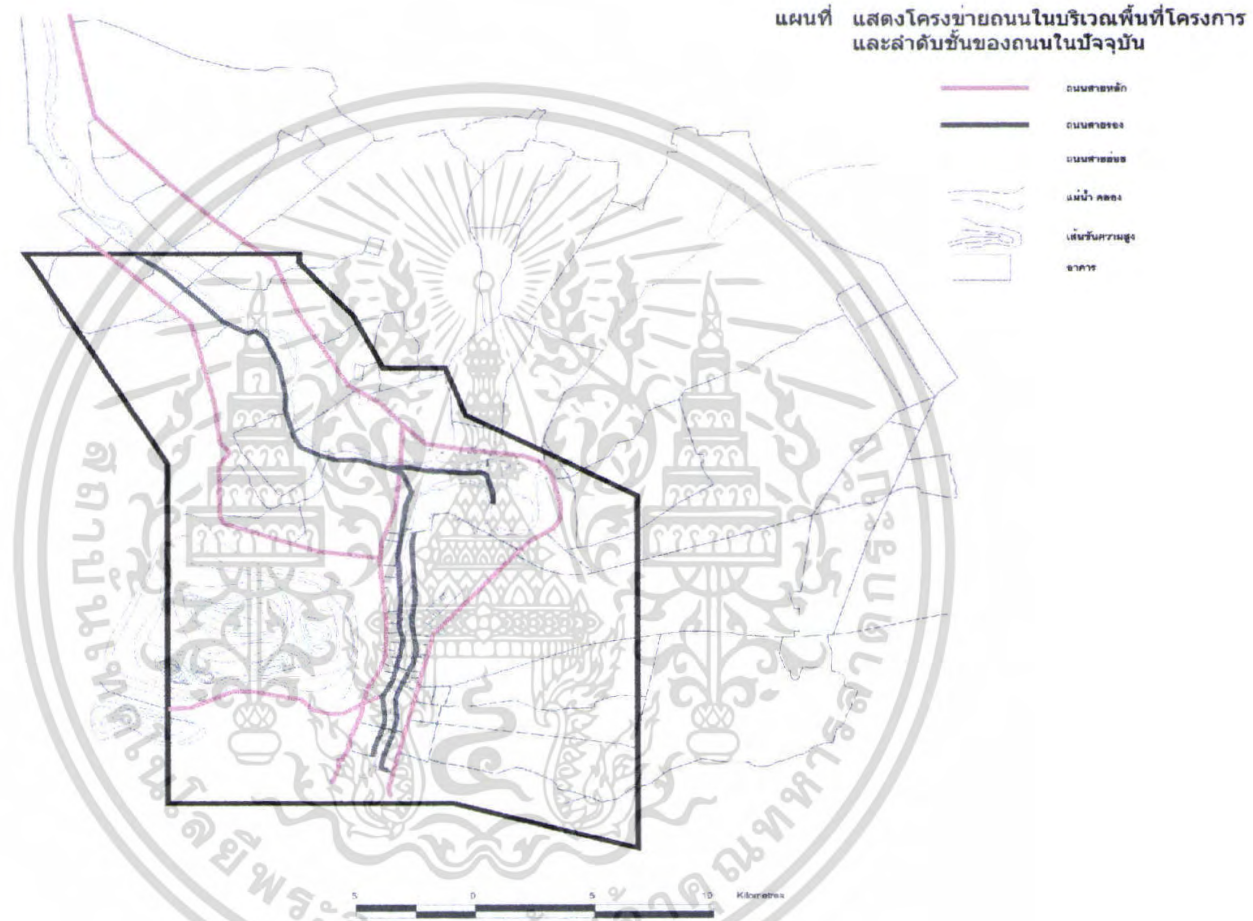 แผนที่ แสดงโครงข่ายถนนในบริเวณพื้นที่โครงการ
และลำดับชั้นของถนนในปัจจุบัน
ถนนสายหลัก
ถนนสายรอง
ถนนสายย่อย
แม่น้ำ คลอง
เส้นชั้นความสูง
อาคาร
5 0 5 10 Kilometres